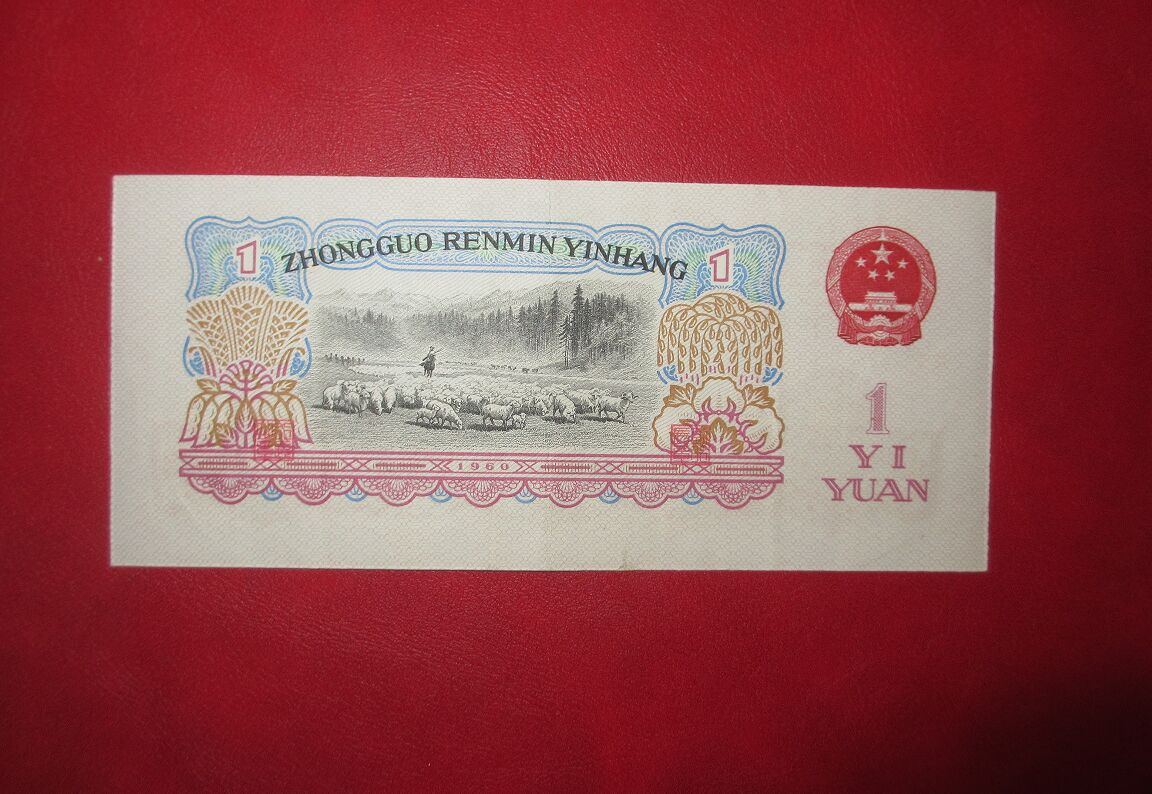 1 ZHONGGUO RENMIN YINHANG 1
1960
1
YI
YUAN